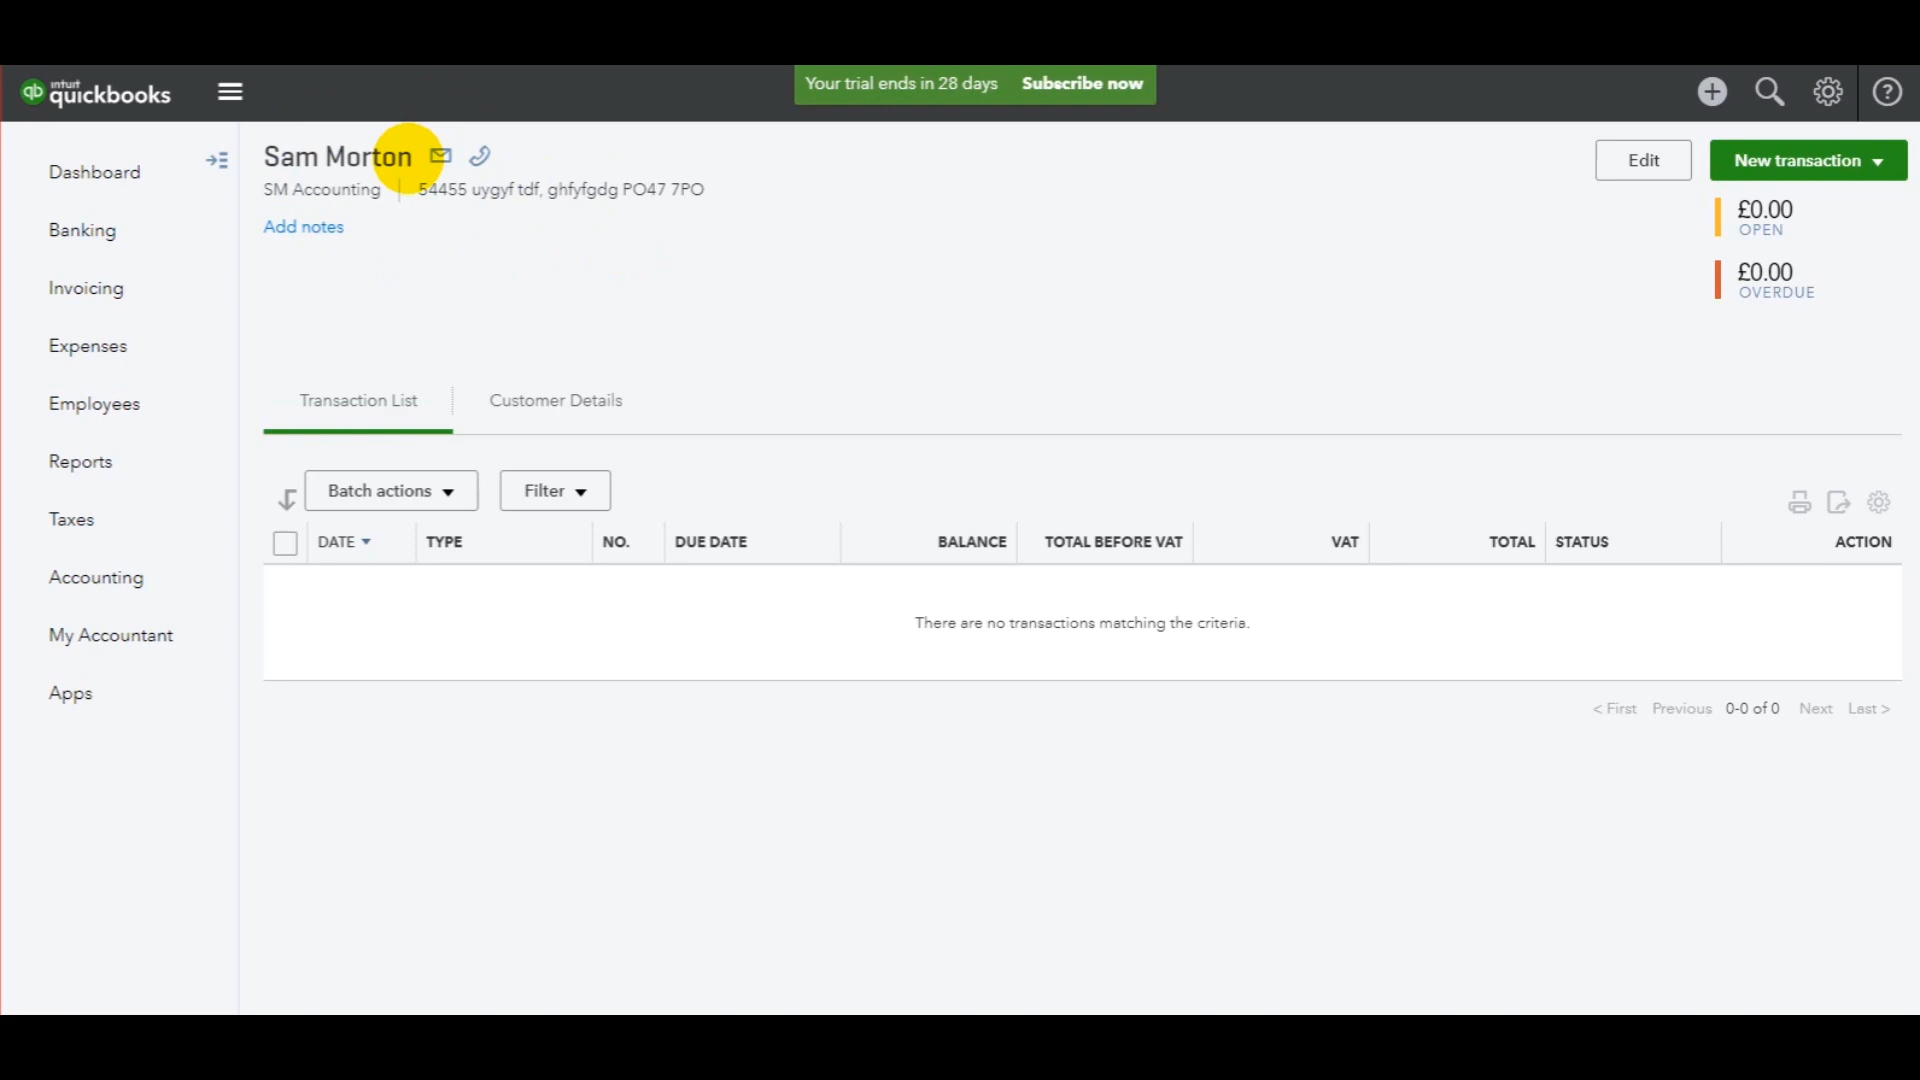 intuit
quickbooks
Your trial ends in 28 days Subscribe now
Dashboard
Banking
Invoicing
Expenses
Employees
Reports
Taxes
Accounting
My Accountant
Apps
Sam Morton
SM Accounting 54455 uygyf tdf, ghfyfgdg PO47 7PO
Add notes
Edit
New transaction
£0.00
OPEN
£0.00
OVERDUE
Transaction List Customer Details
Batch actions Filter
DATE TYPE NO. DUE DATE BALANCE TOTAL BEFORE VAT VAT TOTAL STATUS ACTION
There are no transactions matching the criteria.
< First Previous 0-0 of 0 Next Last >